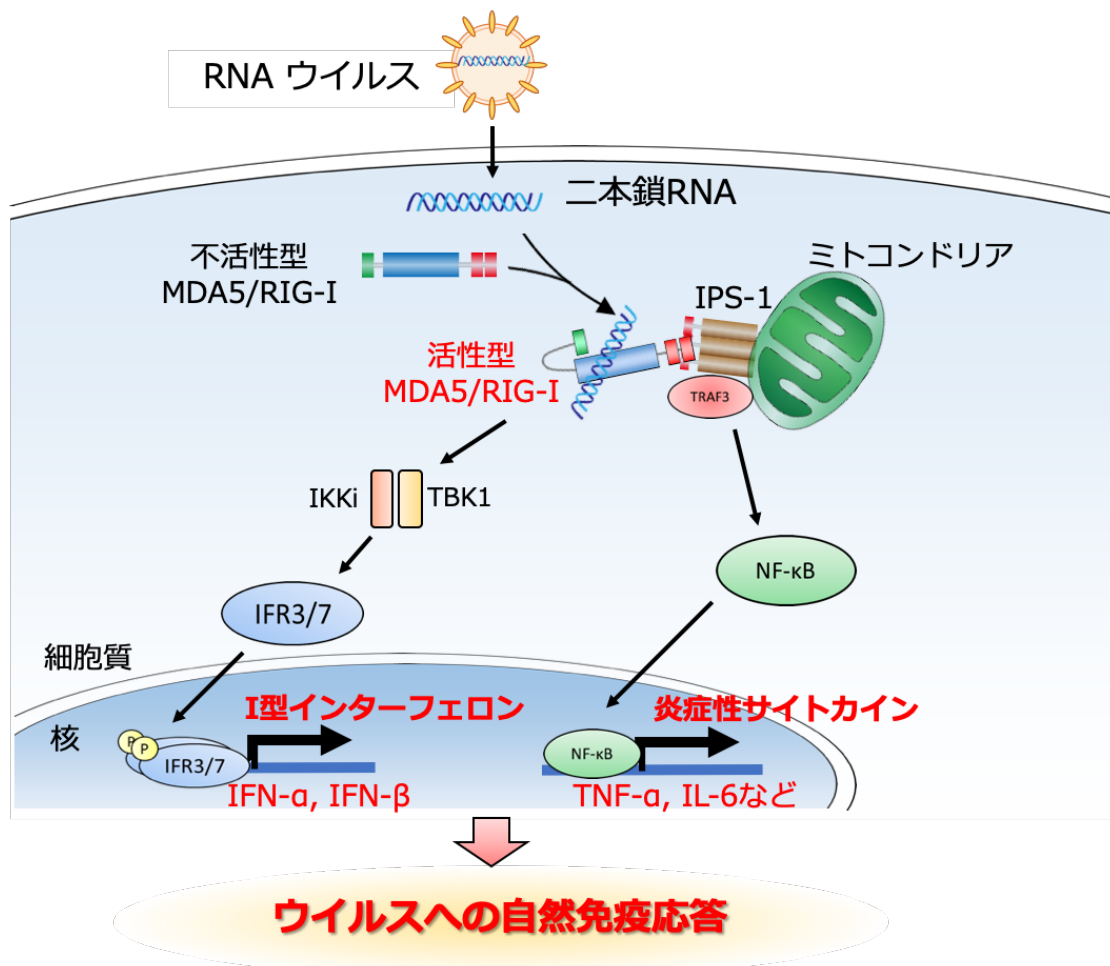 RNA ウイルス
二本鎖RNA
不活性型
MDA5/RIG-I
ミトコンドリア
IPS-1
活性型
MDA5/RIG-I
TRAF3
IKKi
TBK1
NF-κB
IFR3/7
細胞質
核
I型インターフェロン
炎症性サイトカイン
P
P
IFR3/7
NF-κB
IFN-α, IFN-β
TNF-α, IL-6など
ウイルスへの自然免疫応答